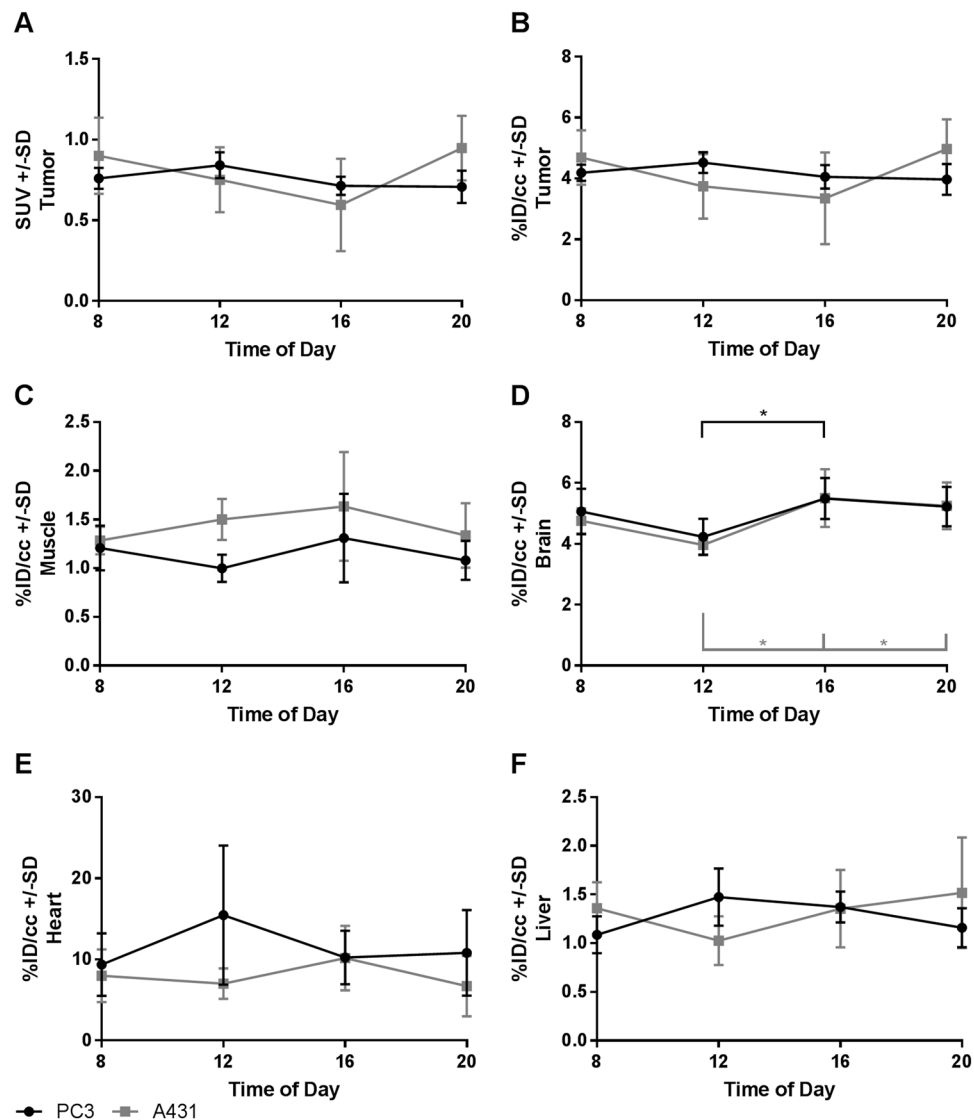 A
SUV +/-SD
Tumor
1.5
1.0
0.5
0.0
8
12
16
20
Time of Day
B
%ID/cc +/-SD
Tumor
8
6
4
2
0
8
12
16
20
Time of Day
C
%ID/cc +/-SD
Muscle
2.5
2.0
1.5
1.0
0.5
0.0
8
12
16
20
Time of Day
D
%ID/cc +/-SD
Brain
8
6
4
2
0
*
*
*
8
12
16
20
Time of Day
E
%ID/cc +/-SD
Heart
30
20
10
0
8
12
16
20
Time of Day
F
%ID/cc +/-SD
Liver
2.5
2.0
1.5
1.0
0.5
0.0
8
12
16
20
Time of Day
PC3
A431